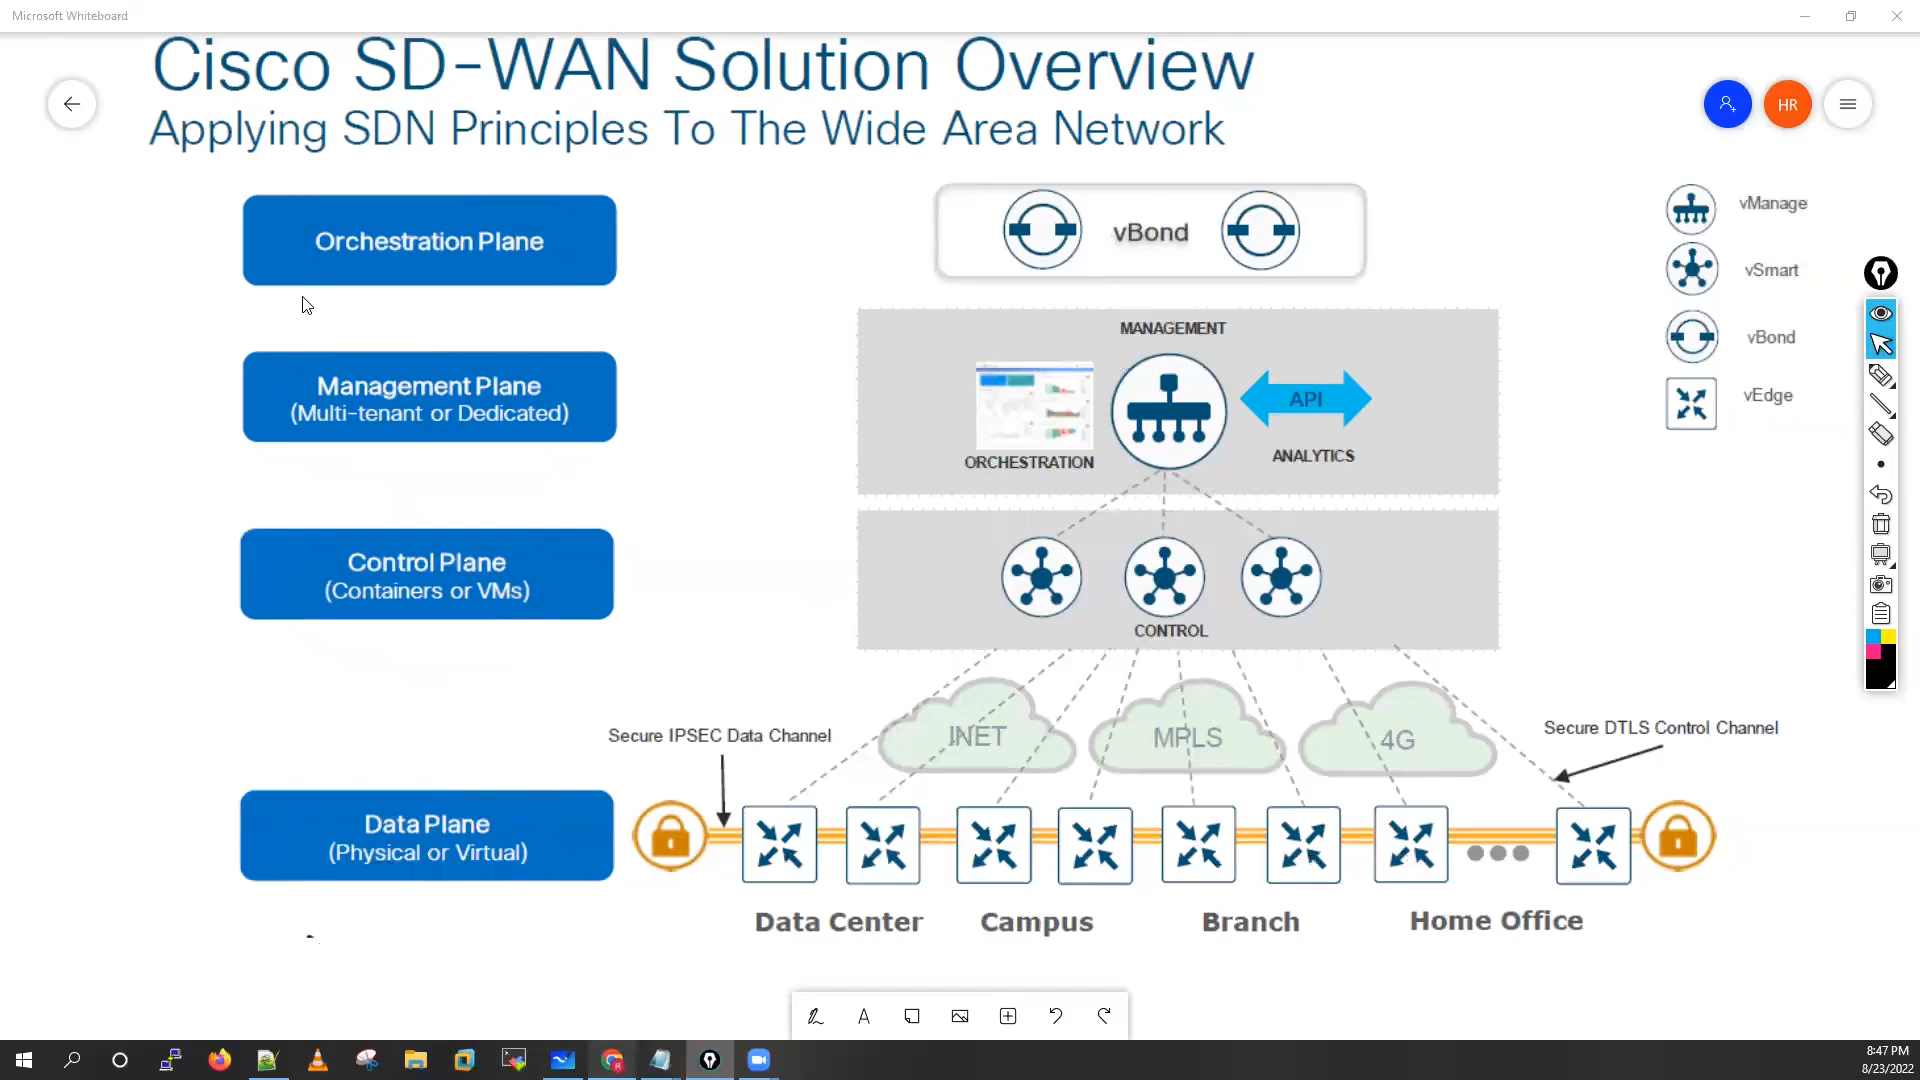 Microsoft Whiteboard
Cisco SD-WAN Solution Overview
Applying SDN Principles To The Wide Area Network
HR
Orchestration Plane
vBond
vManage
vSmart
vBond
vEdge
Management Plane
(Multi-tenant or Dedicated)
MANAGEMENT
API
ORCHESTRATION
ANALYTICS
Control Plane
(Containers or VMs)
CONTROL
INET
MPLS
4G
Secure IPSEC Data Channel
Secure DTLS Control Channel
Data Plane
(Physical or Virtual)
Data Center
Campus
Branch
Home Office
8:47 PM
8/23/2022